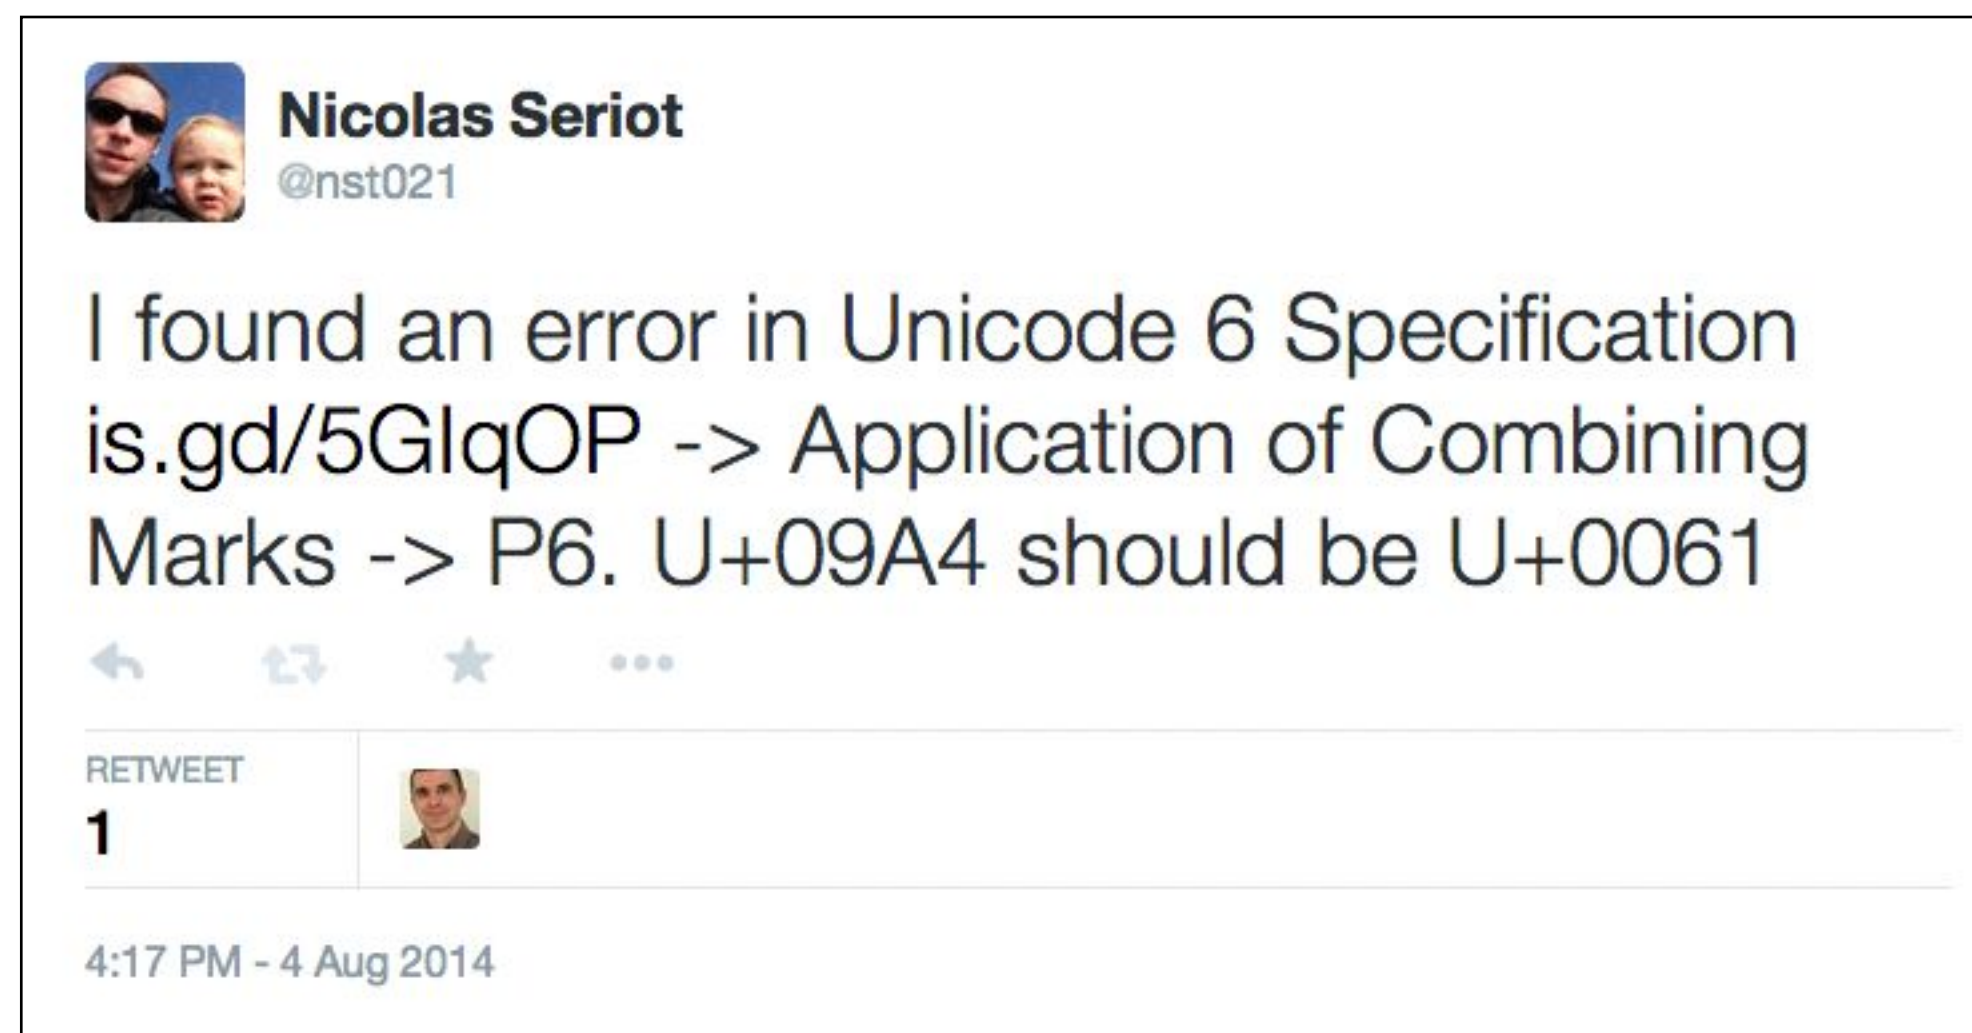 Nicolas Seriot
@nst021
I found an error in Unicode 6 Specification
is.gd/5GIqOP -> Application of Combining
Marks -> P6. U+09A4 should be U+0061
RETWEET
1
4:17 PM - 4 Aug 2014